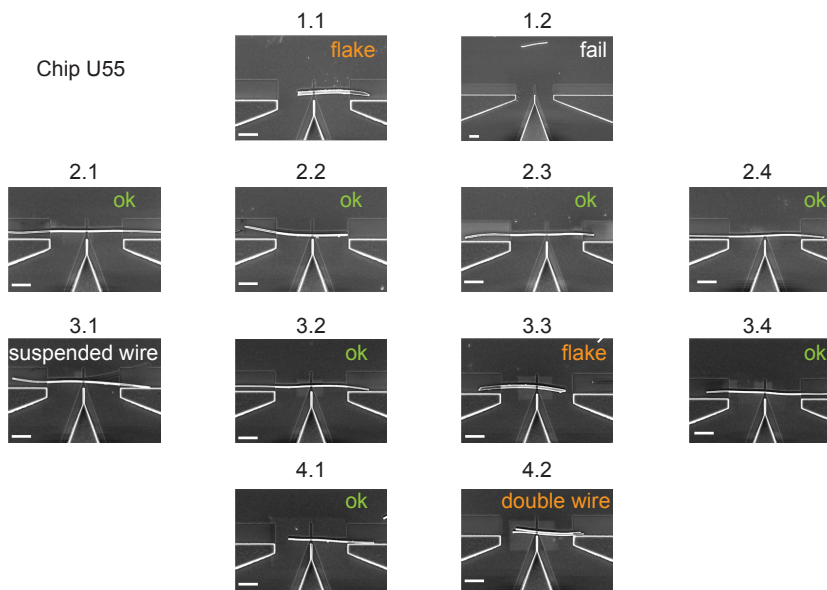 1.1
1.2
flake
fail
Chip U55
2.1
2.2
2.3
2.4
ok
ok
ok
ok
3.1
3.2
3.3
3.4
suspended wire
ok
flake
ok
4.1
4.2
ok
double wire